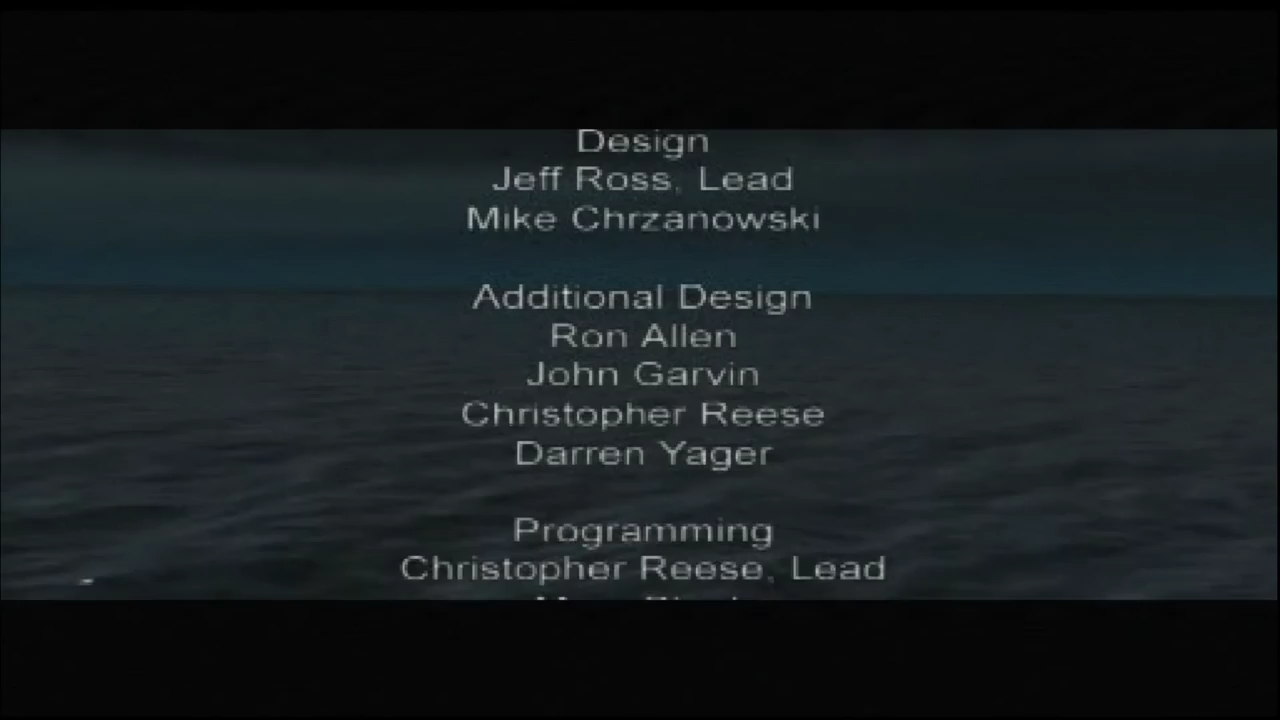 Design
Jeff Ross, Lead
Mike Chrzanowski
Additional Design
Ron Allen
John Garvin
Christopher Reese
Darren Yager
Programming
Christopher Reese, Lead